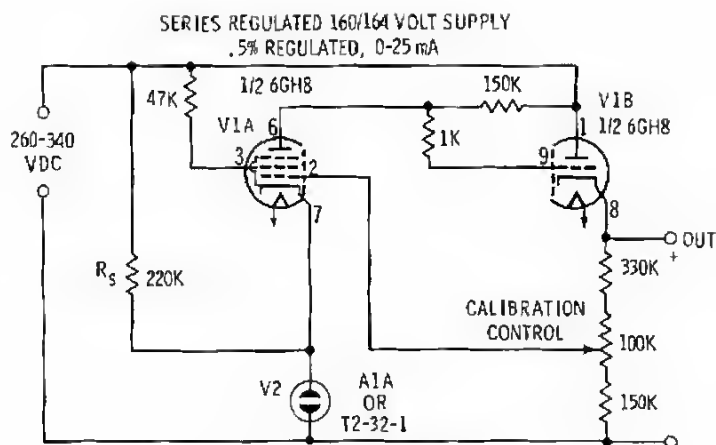 SERIES REGULATED 160/164 VOLT SUPPLY
.5% REGULATED, 0-25 mA
47K
1/2 6GH8
150K
V1B
1/2 6GH8
V1A
6
1
1K
260-340
VDC
3
2
9
7
8
OUT
+
330K
RS
220K
CALIBRATION
CONTROL
100K
V2
A1A
OR
T2-32-1
150K